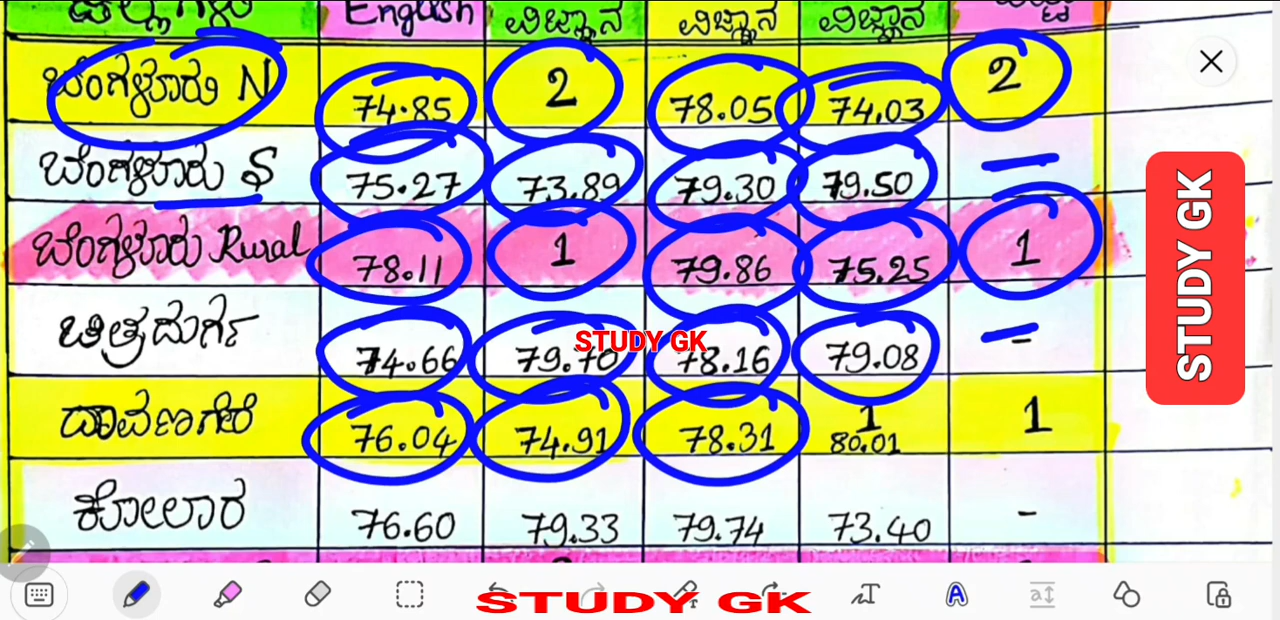 ಜಿಲ್ಲೆಗಳು English ವಿಜ್ಞಾನ ವಿಜ್ಞಾನ ವಿಜ್ಞಾನ ಒಟ್ಟು
ಬೆಂಗಳೂರು N 74.85 2 78.05 74.03 2
ಬೆಂಗಳೂರು S 75.27 73.89 79.30 79.50 –
ಬೆಂಗಳೂರು Rural 78.11 1 79.86 75.25 1
ಚಿತ್ರದುರ್ಗ 74.66 79.70 78.16 79.08 –
ದಾವಣಗೆರೆ 76.04 74.91 78.31 1 80.01 1
ಕೋಲಾರ 76.60 79.33 79.74 73.40 -
STUDY GK
STUDY GK
STUDY GK